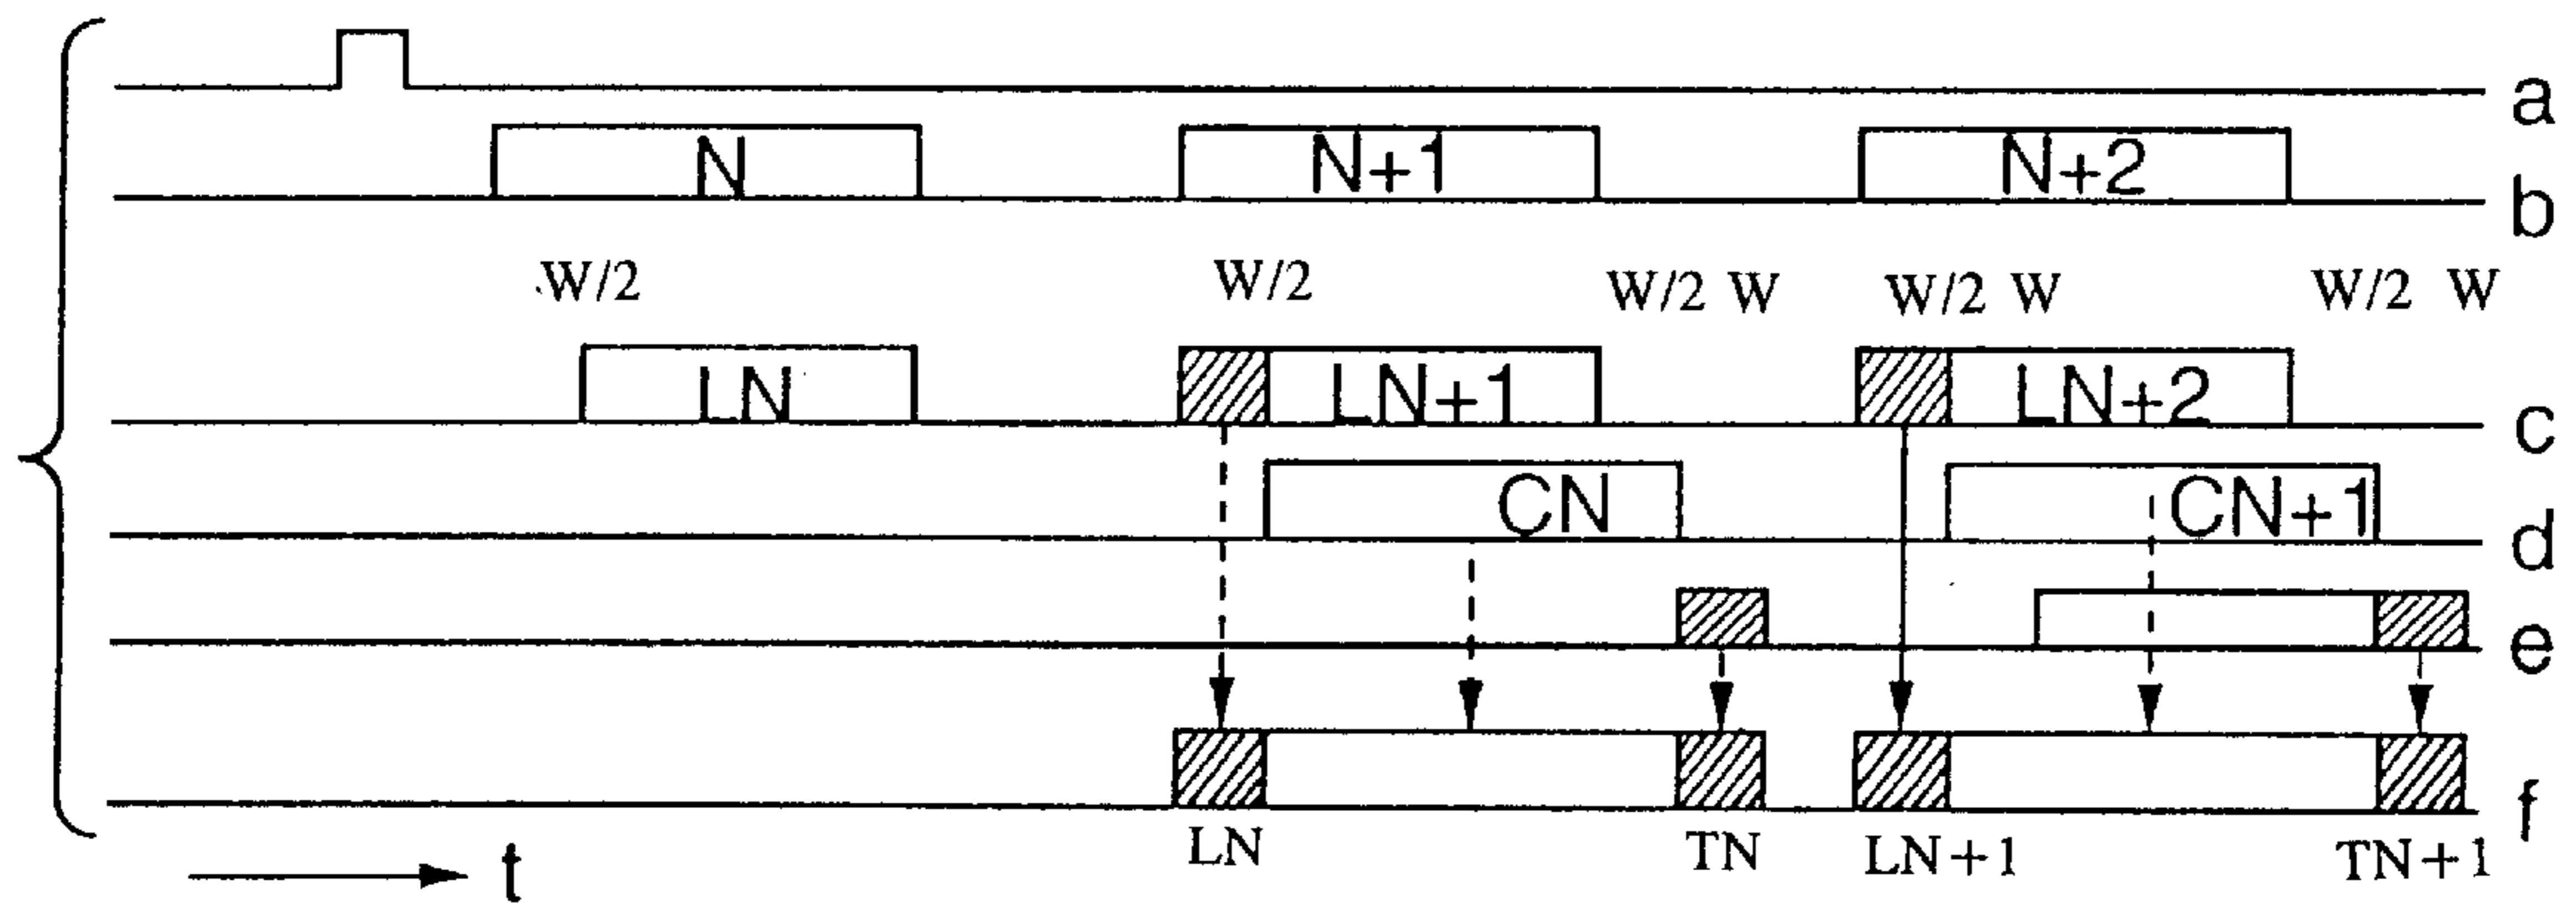 a
N N+1 N+2
b
W/2 W/2 W/2 W W/2 W W/2 W
LN LN+1 LN+2
c
CN CN+1
d
e
f
LN TN LN+1 TN+1
t